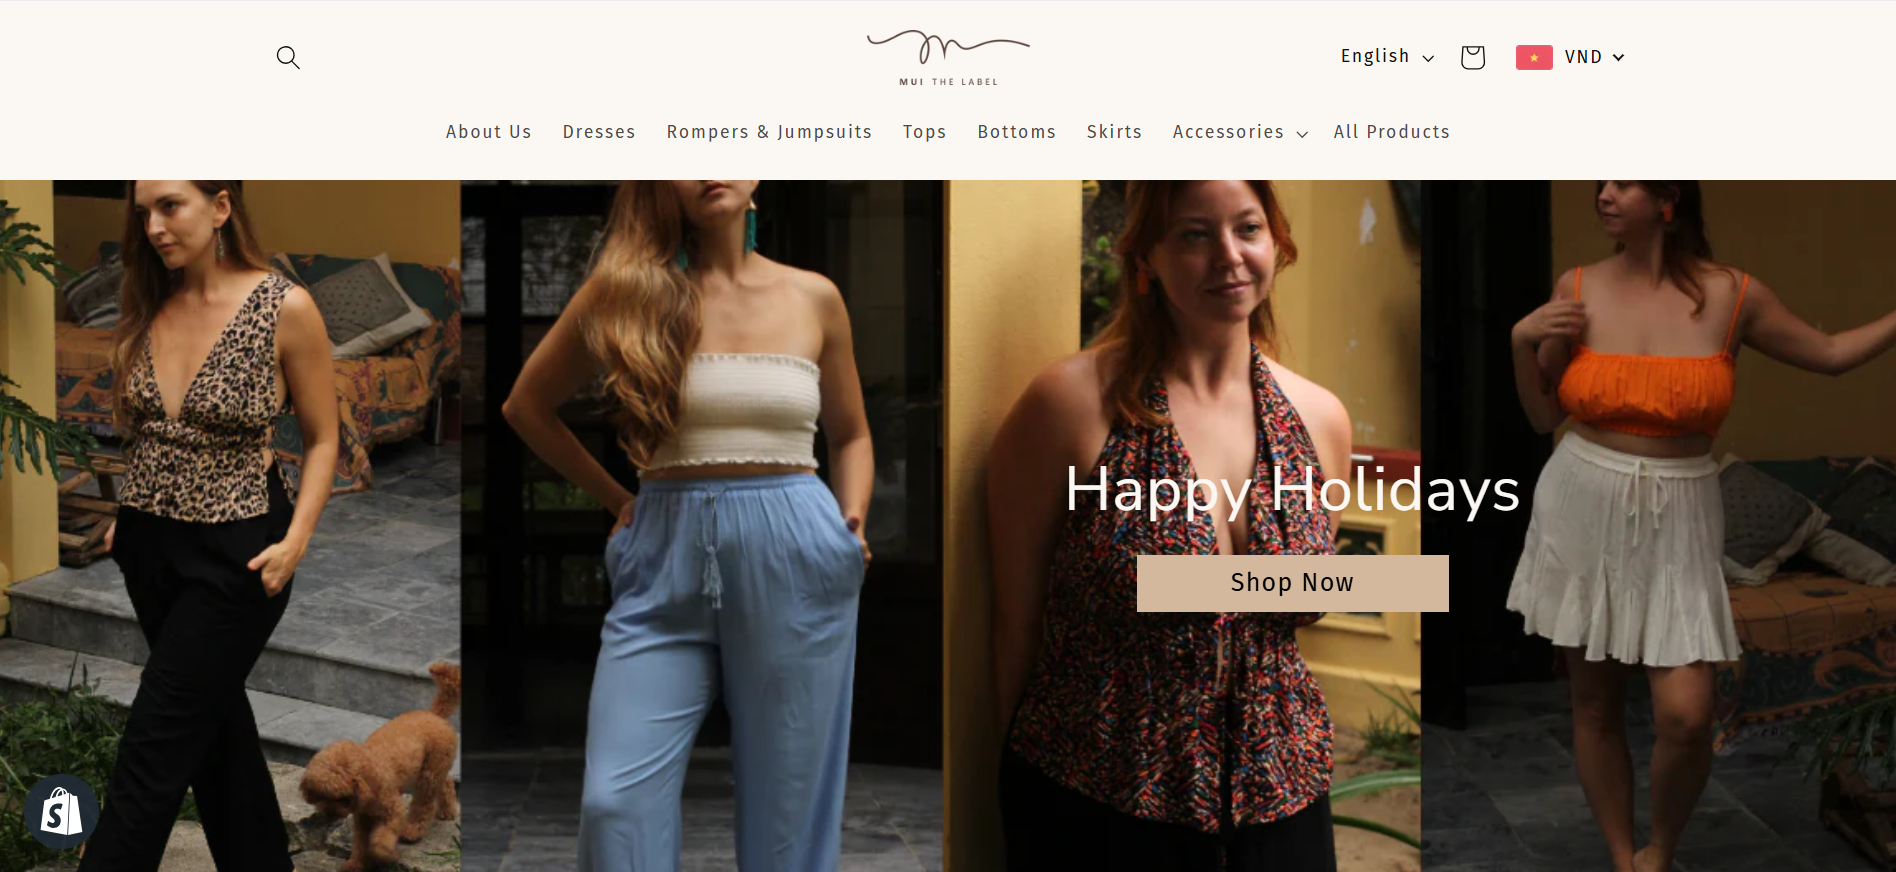 MUI THE LABEL
English
VND
About Us
Dresses
Rompers & Jumpsuits
Tops
Bottoms
Skirts
Accessories
All Products
Happy Holidays
Shop Now